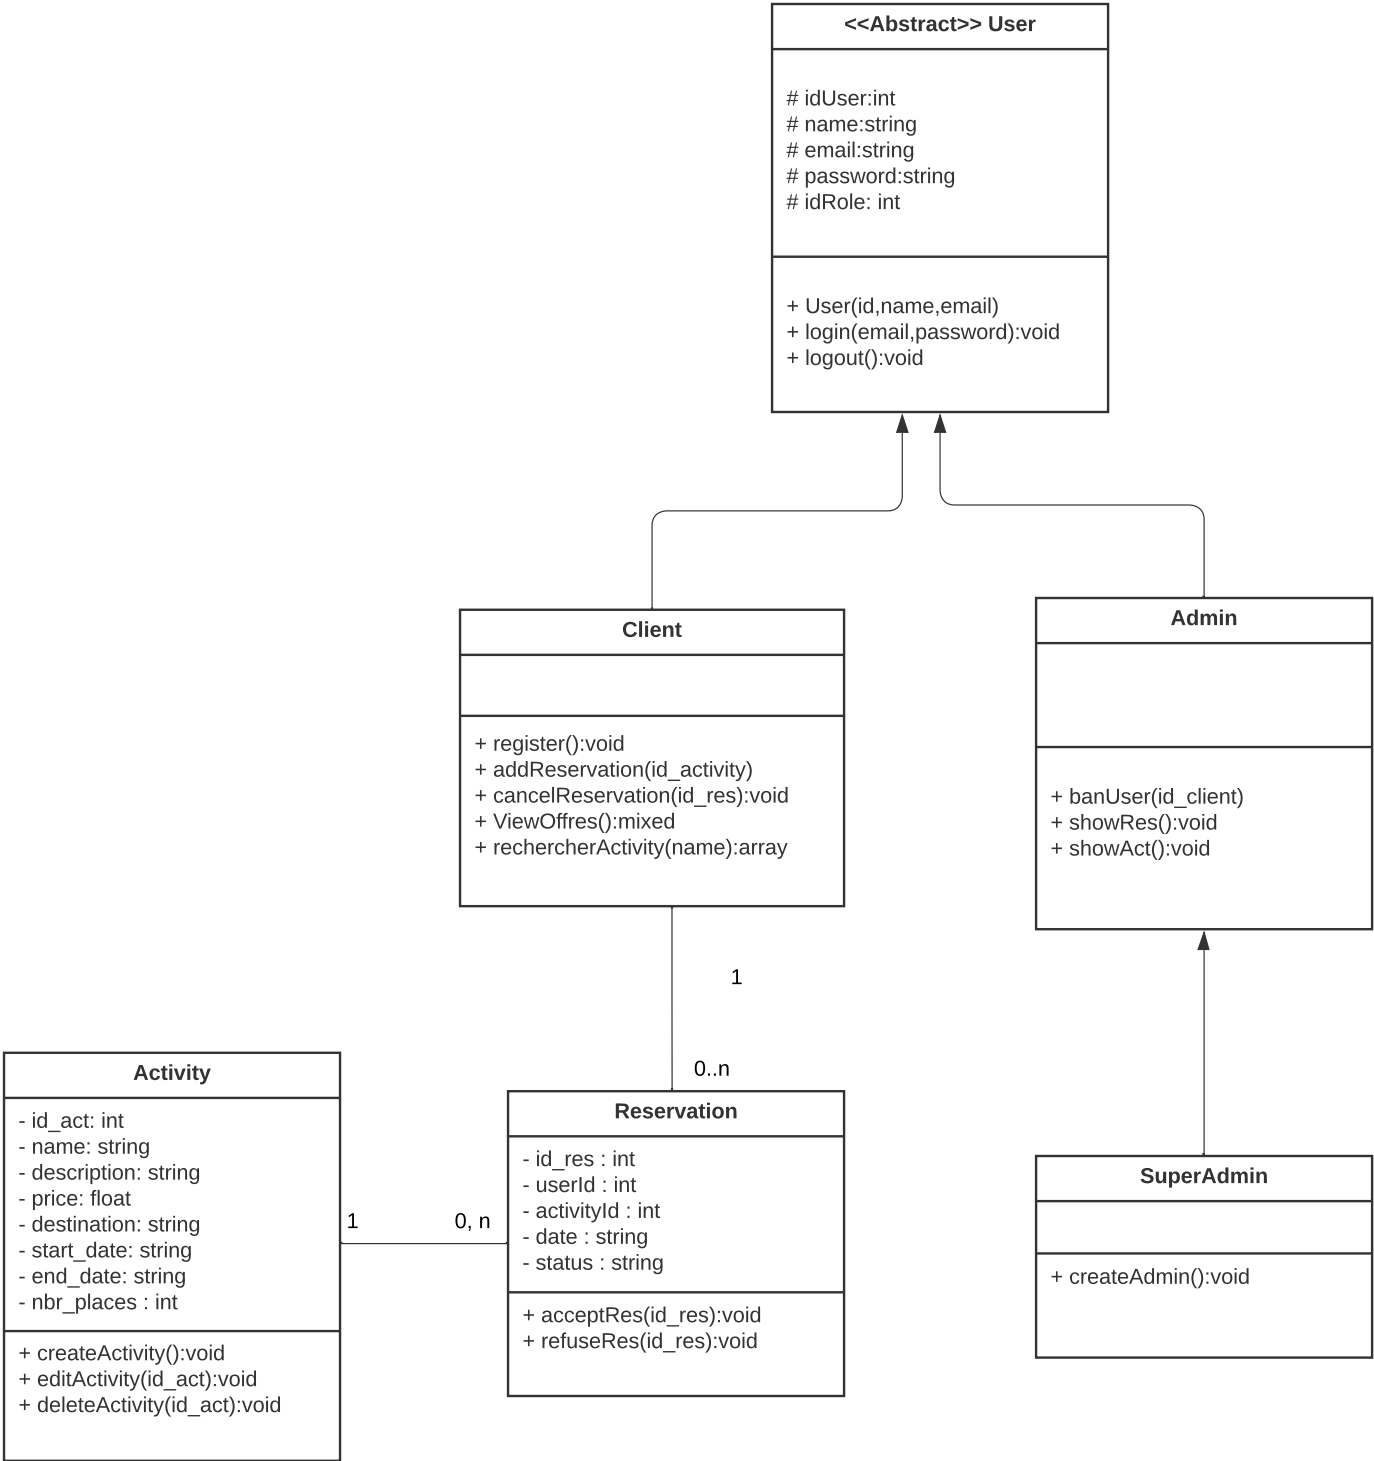 <<Abstract>> User
# idUser:int
# name:string
# email:string
# password:string
# idRole: int
+ User(id,name,email)
+ login(email,password):void
+ logout():void
Client
+ register():void
+ addReservation(id_activity)
+ cancelReservation(id_res):void
+ ViewOffres():mixed
+ rechercherActivity(name):array
Admin
+ banUser(id_client)
+ showRes():void
+ showAct():void
1
0..n
Activity
- id_act: int
- name: string
- description: string
- price: float
- destination: string
- start_date: string
- end_date: string
- nbr_places : int
+ createActivity():void
+ editActivity(id_act):void
+ deleteActivity(id_act):void
1
0, n
Reservation
- id_res : int
- userId : int
- activityId : int
- date : string
- status : string
+ acceptRes(id_res):void
+ refuseRes(id_res):void
SuperAdmin
+ createAdmin():void